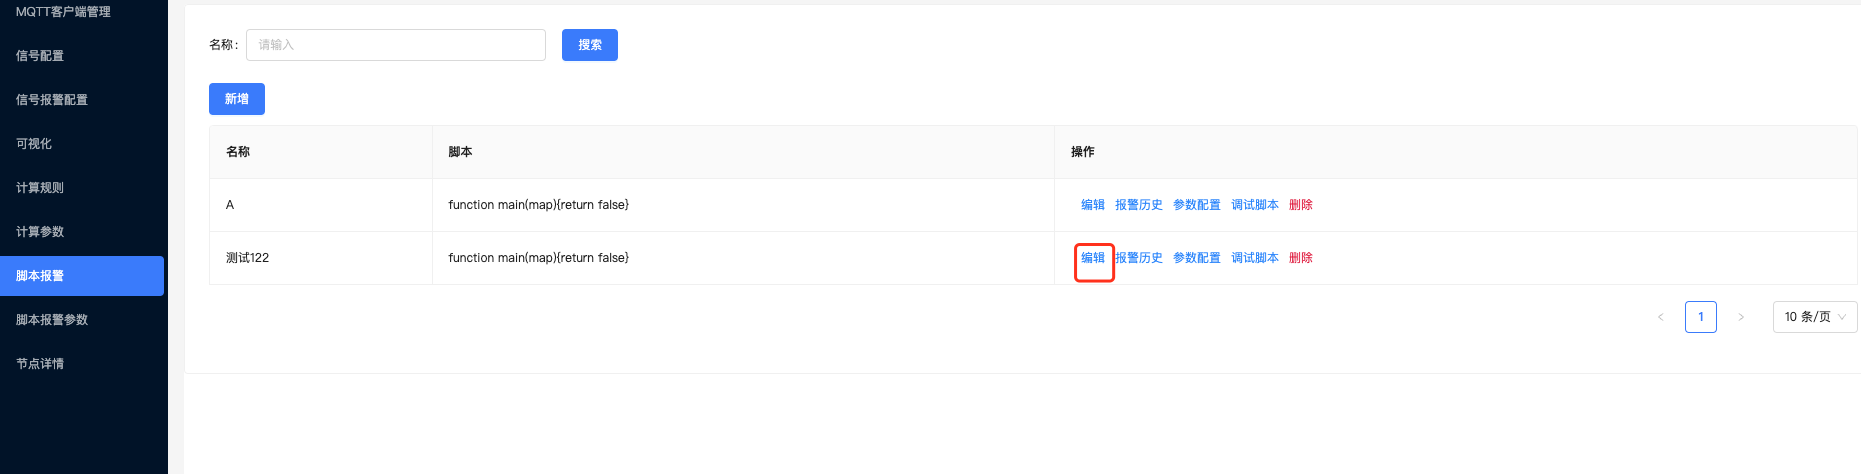 MQTT客户端管理
信号配置
信号报警配置
可视化
计算规则
计算参数
脚本报警
脚本报警参数
节点详情
名称： 请输入 搜索
新增
名称 脚本 操作
A function main(map){return false} 编辑 报警历史 参数配置 调试脚本 删除
测试122 function main(map){return false} 编辑 报警历史 参数配置 调试脚本 删除
< 1 > 10 条/页